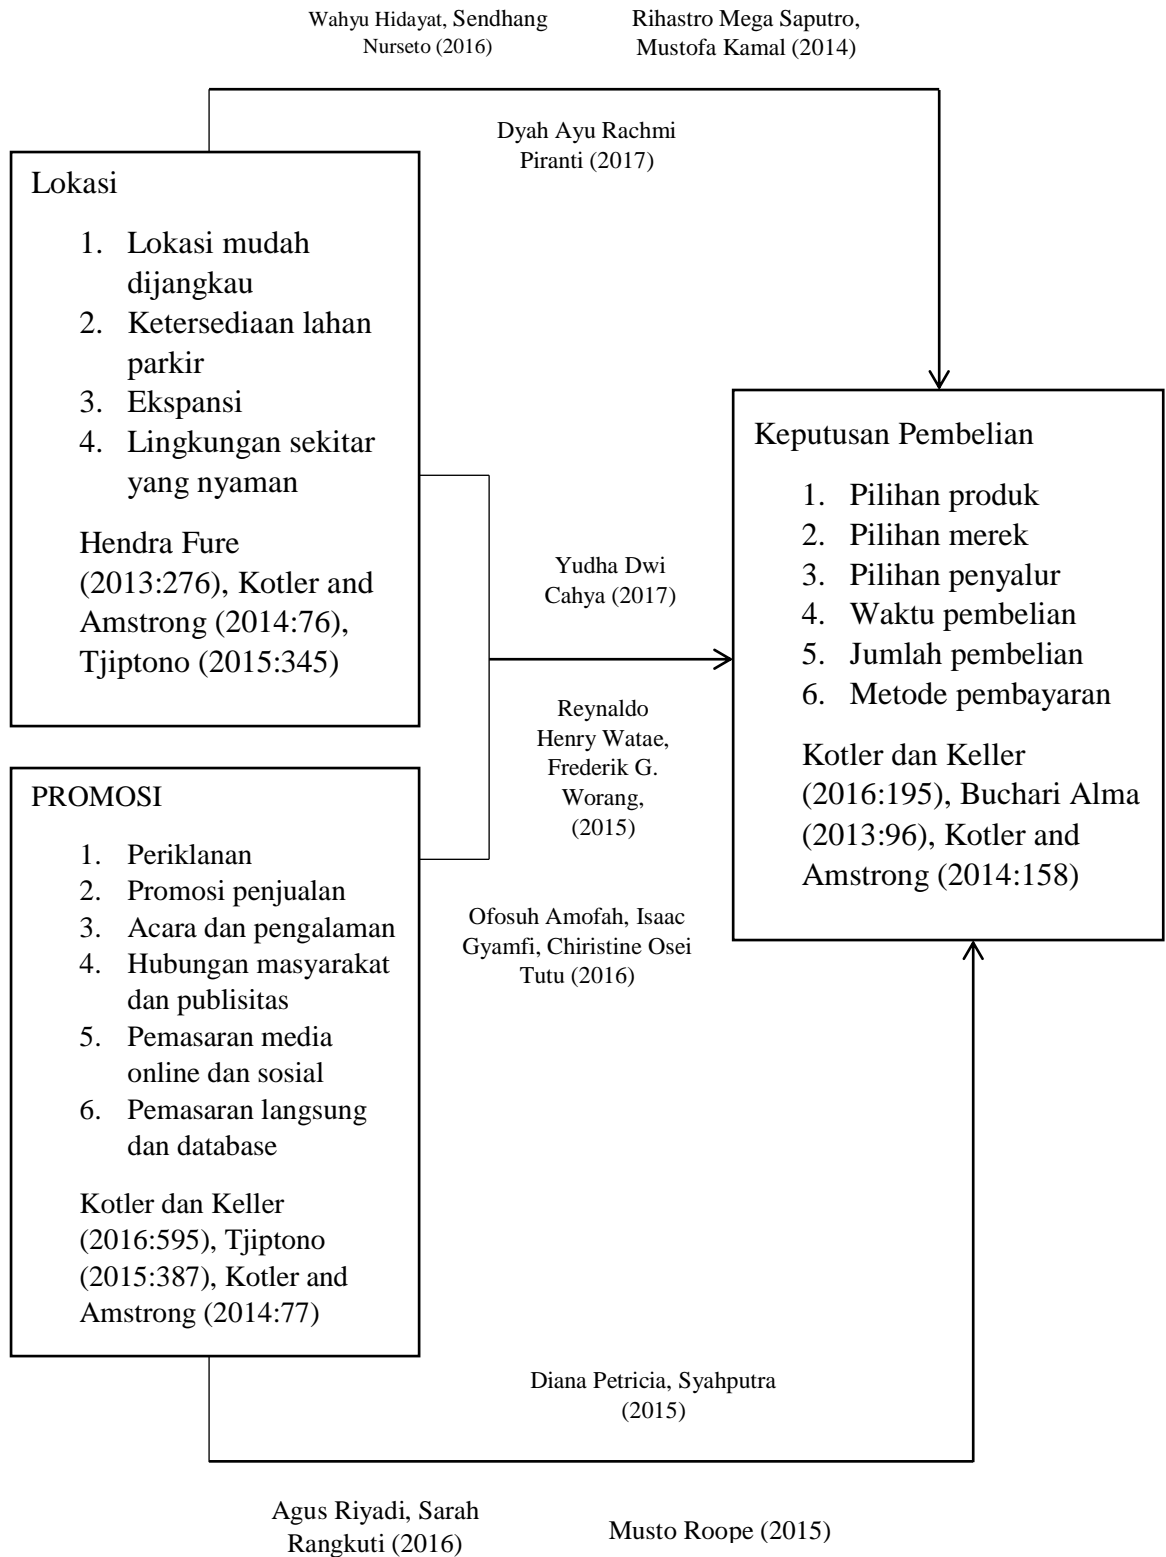 Wahyu Hidayat, Sendhang
Nurseto (2016)
Rihastro Mega Saputro,
Mustofa Kamal (2014)
Dyah Ayu Rachmi
Piranti (2017)
Lokasi
1. Lokasi mudah
dijangkau
2. Ketersediaan lahan
parkir
3. Ekspansi
4. Lingkungan sekitar
yang nyaman
Hendra Fure
(2013:276), Kotler and
Amstrong (2014:76),
Tjiptono (2015:345)
Yudha Dwi
Cahya (2017)
Reynaldo
Henry Watae,
Frederik G.
Worang,
(2015)
Keputusan Pembelian
1. Pilihan produk
2. Pilihan merek
3. Pilihan penyalur
4. Waktu pembelian
5. Jumlah pembelian
6. Metode pembayaran
Kotler dan Keller
(2016:195), Buchari Alma
(2013:96), Kotler and
Amstrong (2014:158)
PROMOSI
1. Periklanan
2. Promosi penjualan
3. Acara dan pengalaman
4. Hubungan masyarakat
dan publisitas
5. Pemasaran media
online dan sosial
6. Pemasaran langsung
dan database
Kotler dan Keller
(2016:595), Tjiptono
(2015:387), Kotler and
Amstrong (2014:77)
Ofosuh Amofah, Isaac
Gyamfi, Chiristine Osei
Tutu (2016)
Diana Petricia, Syahputra
(2015)
Agus Riyadi, Sarah
Rangkuti (2016)
Musto Roope (2015)